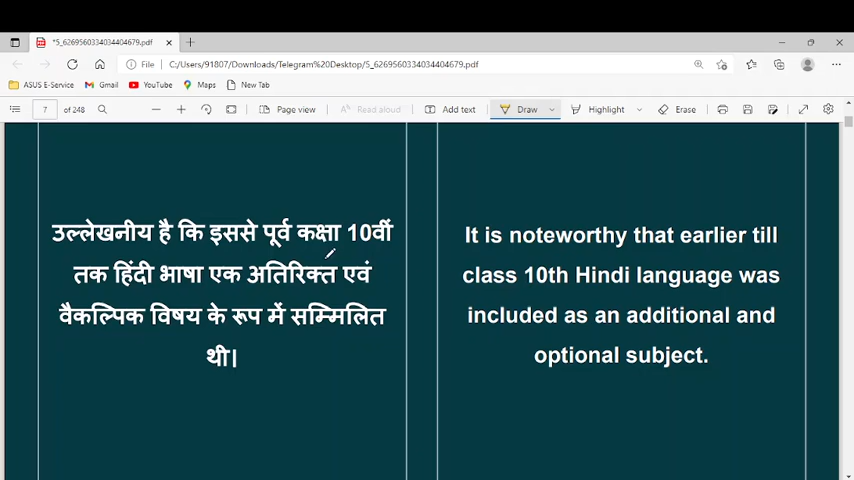 *5_6269560334034404679.pdf
File
C:/Users/91807/Downloads/Telegram%20Desktop/5_6269560334034404679.pdf
ASUS E-Service
Gmail
YouTube
Maps
New Tab
7 of 248
Page view
Read aloud
Add text
Draw
Highlight
Erase
उल्लेखनीय है कि इससे पूर्व कक्षा 10वीं
तक हिंदी भाषा एक अतिरिक्त एवं
वैकल्पिक विषय के रूप में सम्मिलित
थी।
It is noteworthy that earlier till
class 10th Hindi language was
included as an additional and
optional subject.